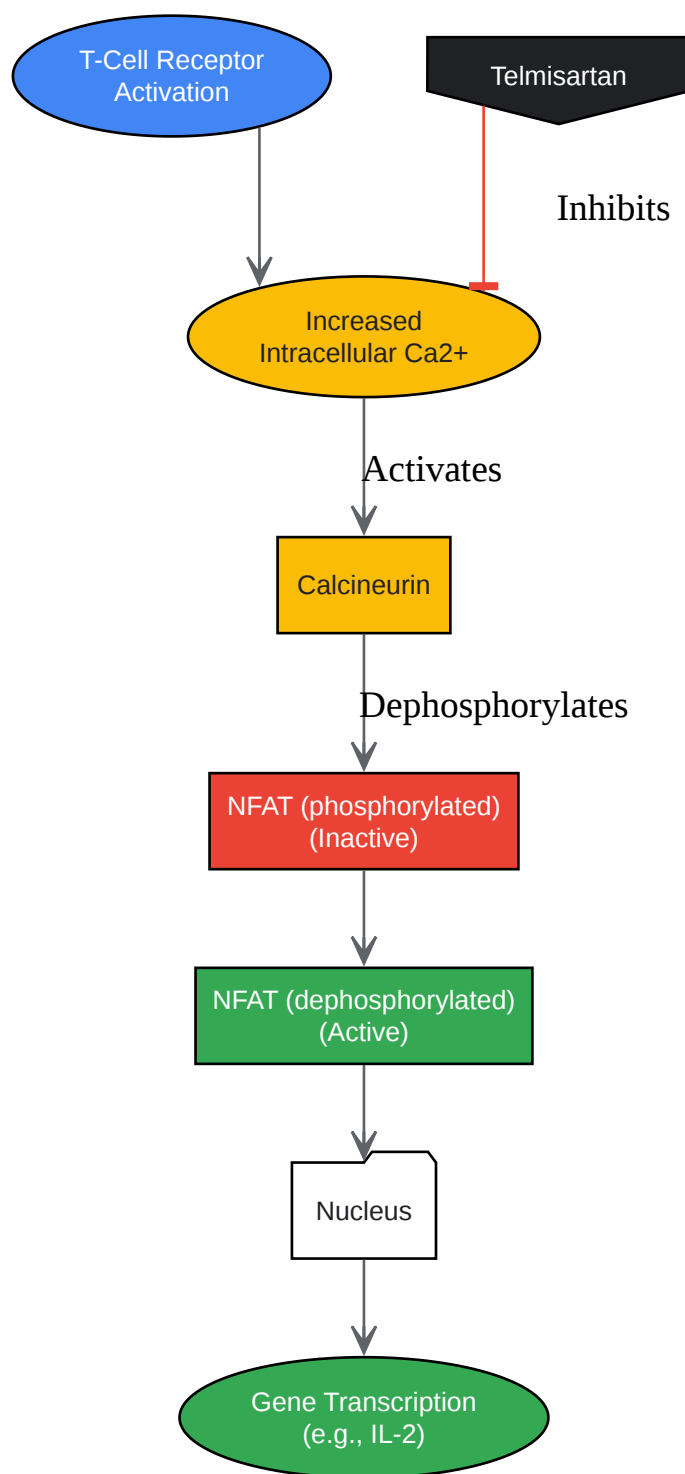 T-Cell Receptor
Activation
Telmisartan
Inhibits
Increased
Intracellular Ca2+
Activates
Calcineurin
Dephosphorylates
NFAT (phosphorylated)
(Inactive)
NFAT (dephosphorylated)
(Active)
Nucleus
Gene Transcription
(e.g., IL-2)